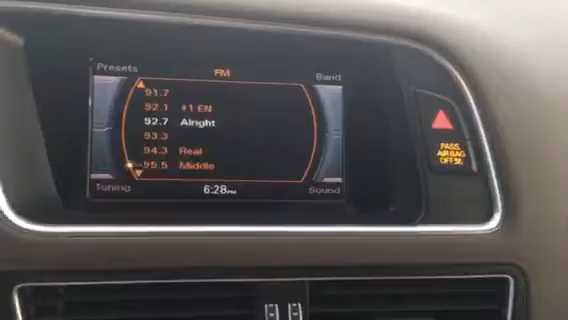 Presets FM Band
91.7
92.1 #1 EN
92.7 Alright
93.3
94.3 Real
95.5 Middle
Tuning 6:28PM Sound
PASS
AIR BAG
OFF